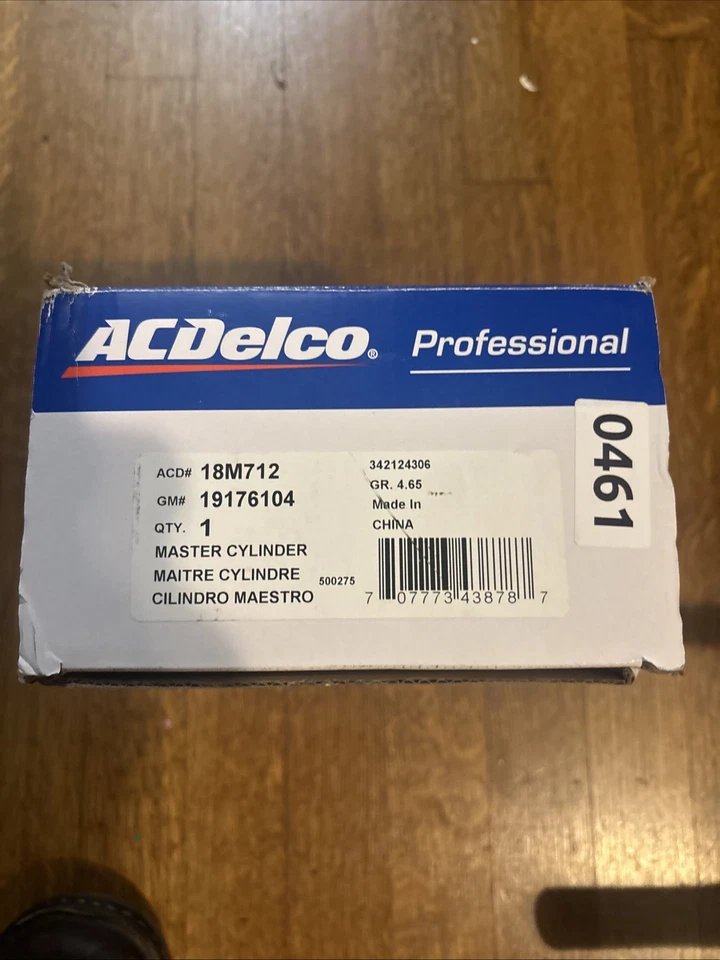 ACDelco® Professional
0461
ACD# 18M712
GM# 19176104
QTY. 1
MASTER CYLINDER
MAITRE CYLINDRE 500275
CILINDRO MAESTRO
342124306
GR. 4.65
Made In
CHINA
7 07773 43878 7